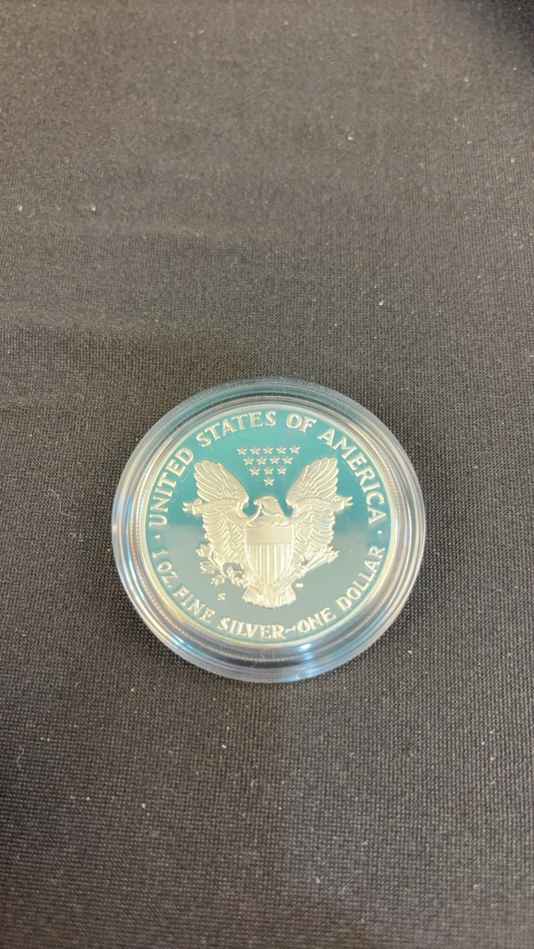 UNITED STATES OF AMERICA
· 1 OZ. FINE SILVER~ONE DOLLAR ·
S